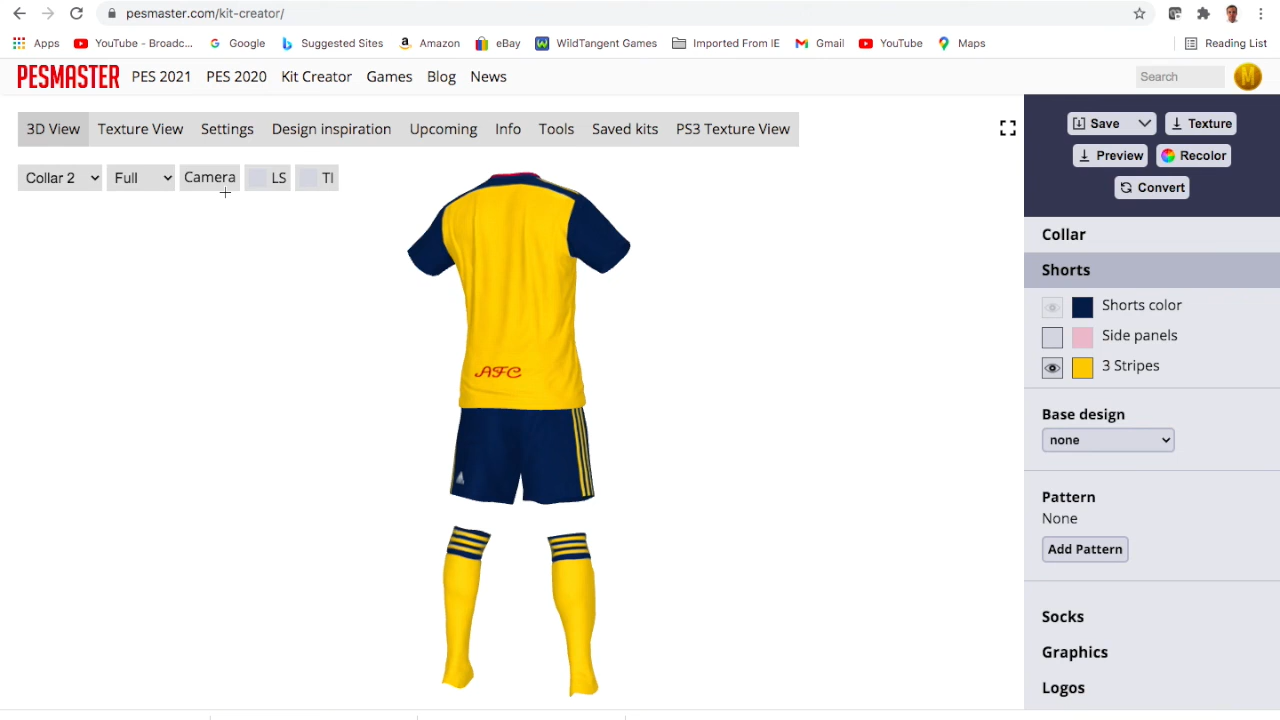 pesmaster.com/kit-creator/
Apps YouTube - Broadc... Google Suggested Sites Amazon eBay WildTangent Games Imported From IE Gmail YouTube Maps Reading List
PESMASTER PES 2021 PES 2020 Kit Creator Games Blog News Search M
3D View Texture View Settings Design inspiration Upcoming Info Tools Saved kits PS3 Texture View
Save Texture
Preview Recolor
Convert
Collar 2 Full Camera LS TI
AFC
Collar
Shorts
Shorts color
Side panels
3 Stripes
Base design
none
Pattern
None
Add Pattern
Socks
Graphics
Logos